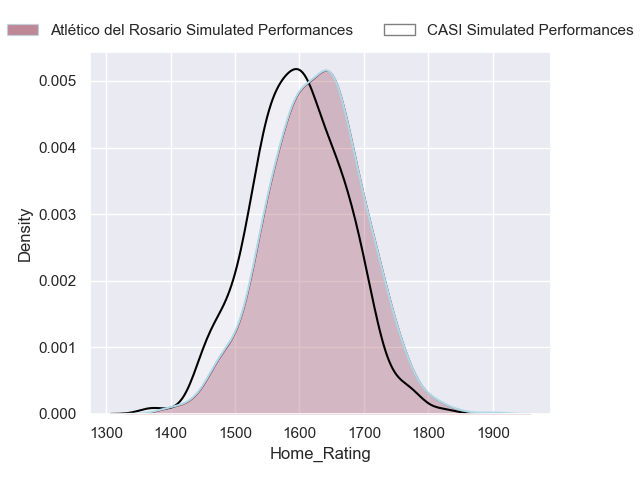 Atlético del Rosario Simulated Performances CASI Simulated Performances
0.005
0.004
0.003
0.002
0.001
0.000
Density
1300 1400 1500 1600 1700 1800 1900
Home_Rating